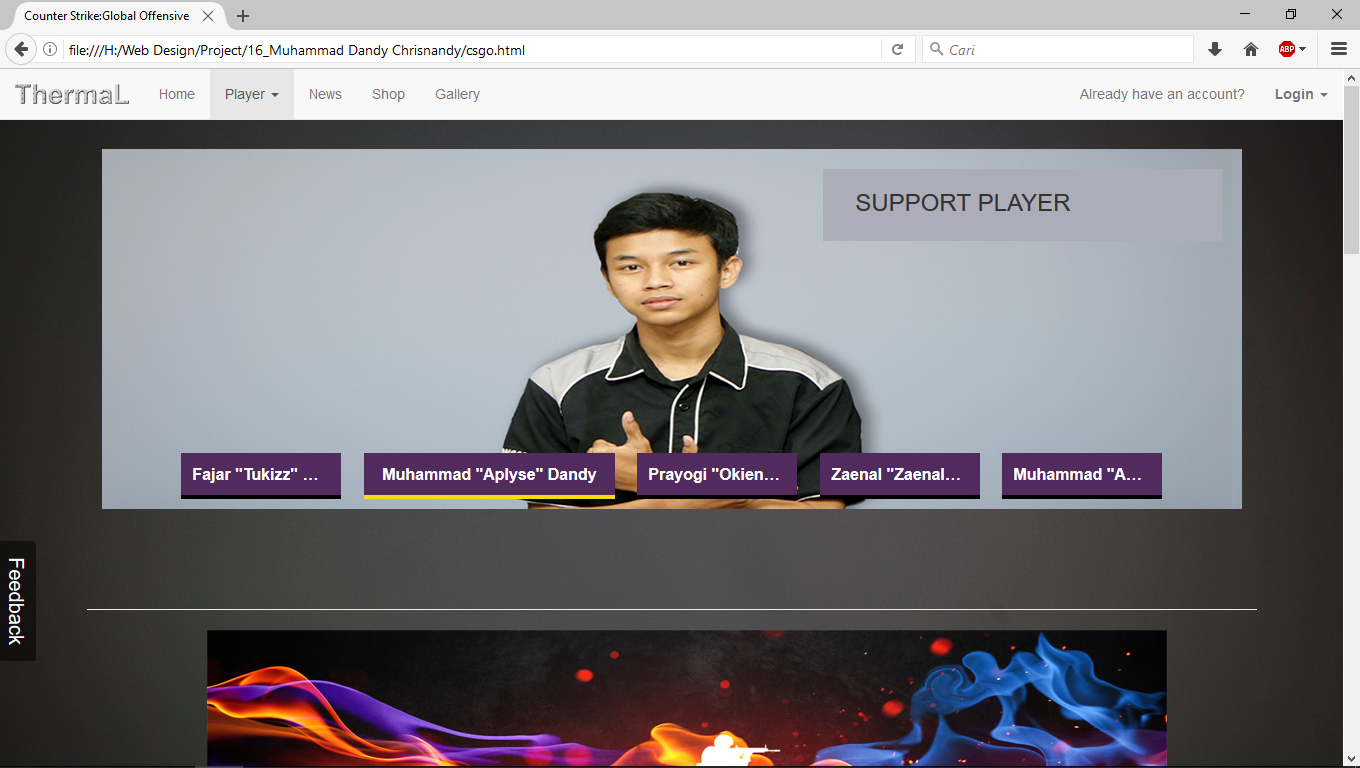 Counter Strike:Global Offensive
file:///H:/Web Design/Project/16_Muhammad Dandy Chrisnandy/csgo.html
Cari
ABP
ThermaL
Home
Player
News
Shop
Gallery
Already have an account?
Login
SUPPORT PLAYER
Fajar "Tukizz" ...
Muhammad "Aplyse" Dandy
Prayogi "Okien...
Zaenal "Zaenal...
Muhammad "A...
Feedback